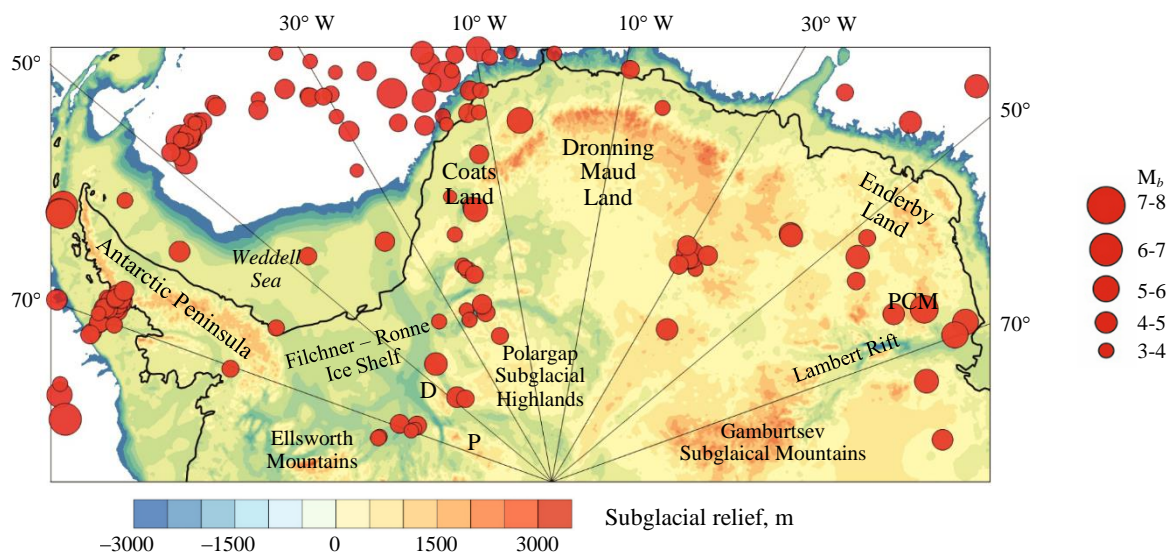 30° W
10° W
10° W
30° W
50°
50°
M_b
7-8
6-7
5-6
4-5
3-4
Dronning
Maud
Land
Coats
Land
Enderby
Land
Weddell
Sea
Antarctic Peninsula
70°
PCM
70°
Filchner – Ronne
Ice Shelf
Lambert Rift
Polargap
Subglacial
Highlands
D
P
Ellsworth
Mountains
Gamburtsev
Subglaical Mountains
Subglacial relief, m
−3000
−1500
0
1500
3000